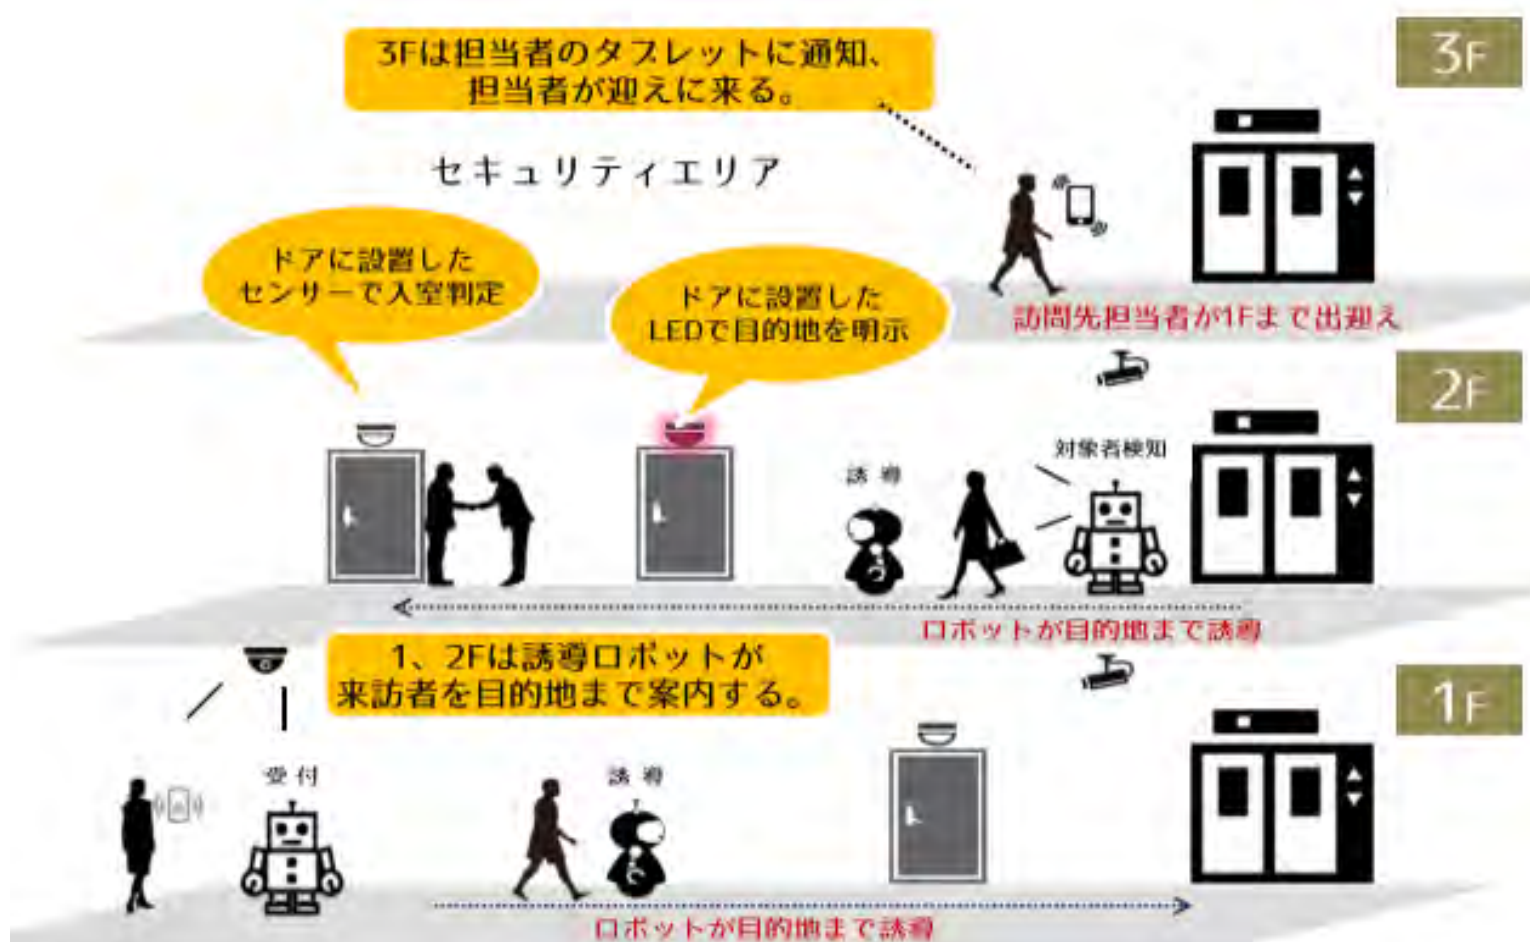 3Fは担当者のタブレットに通知、
担当者が迎えに来る。
3F
セキュリティエリア
ドアに設置した
センサーで入室判定
ドアに設置した
LEDで目的地を明示
訪問先担当者が1Fまで出迎え
2F
対象者検知
誘導
ロボットが目的地まで誘導
1、2Fは誘導ロボットが
来訪者を目的地まで案内する。
1F
受付
誘導
ロボットが目的地まで誘導